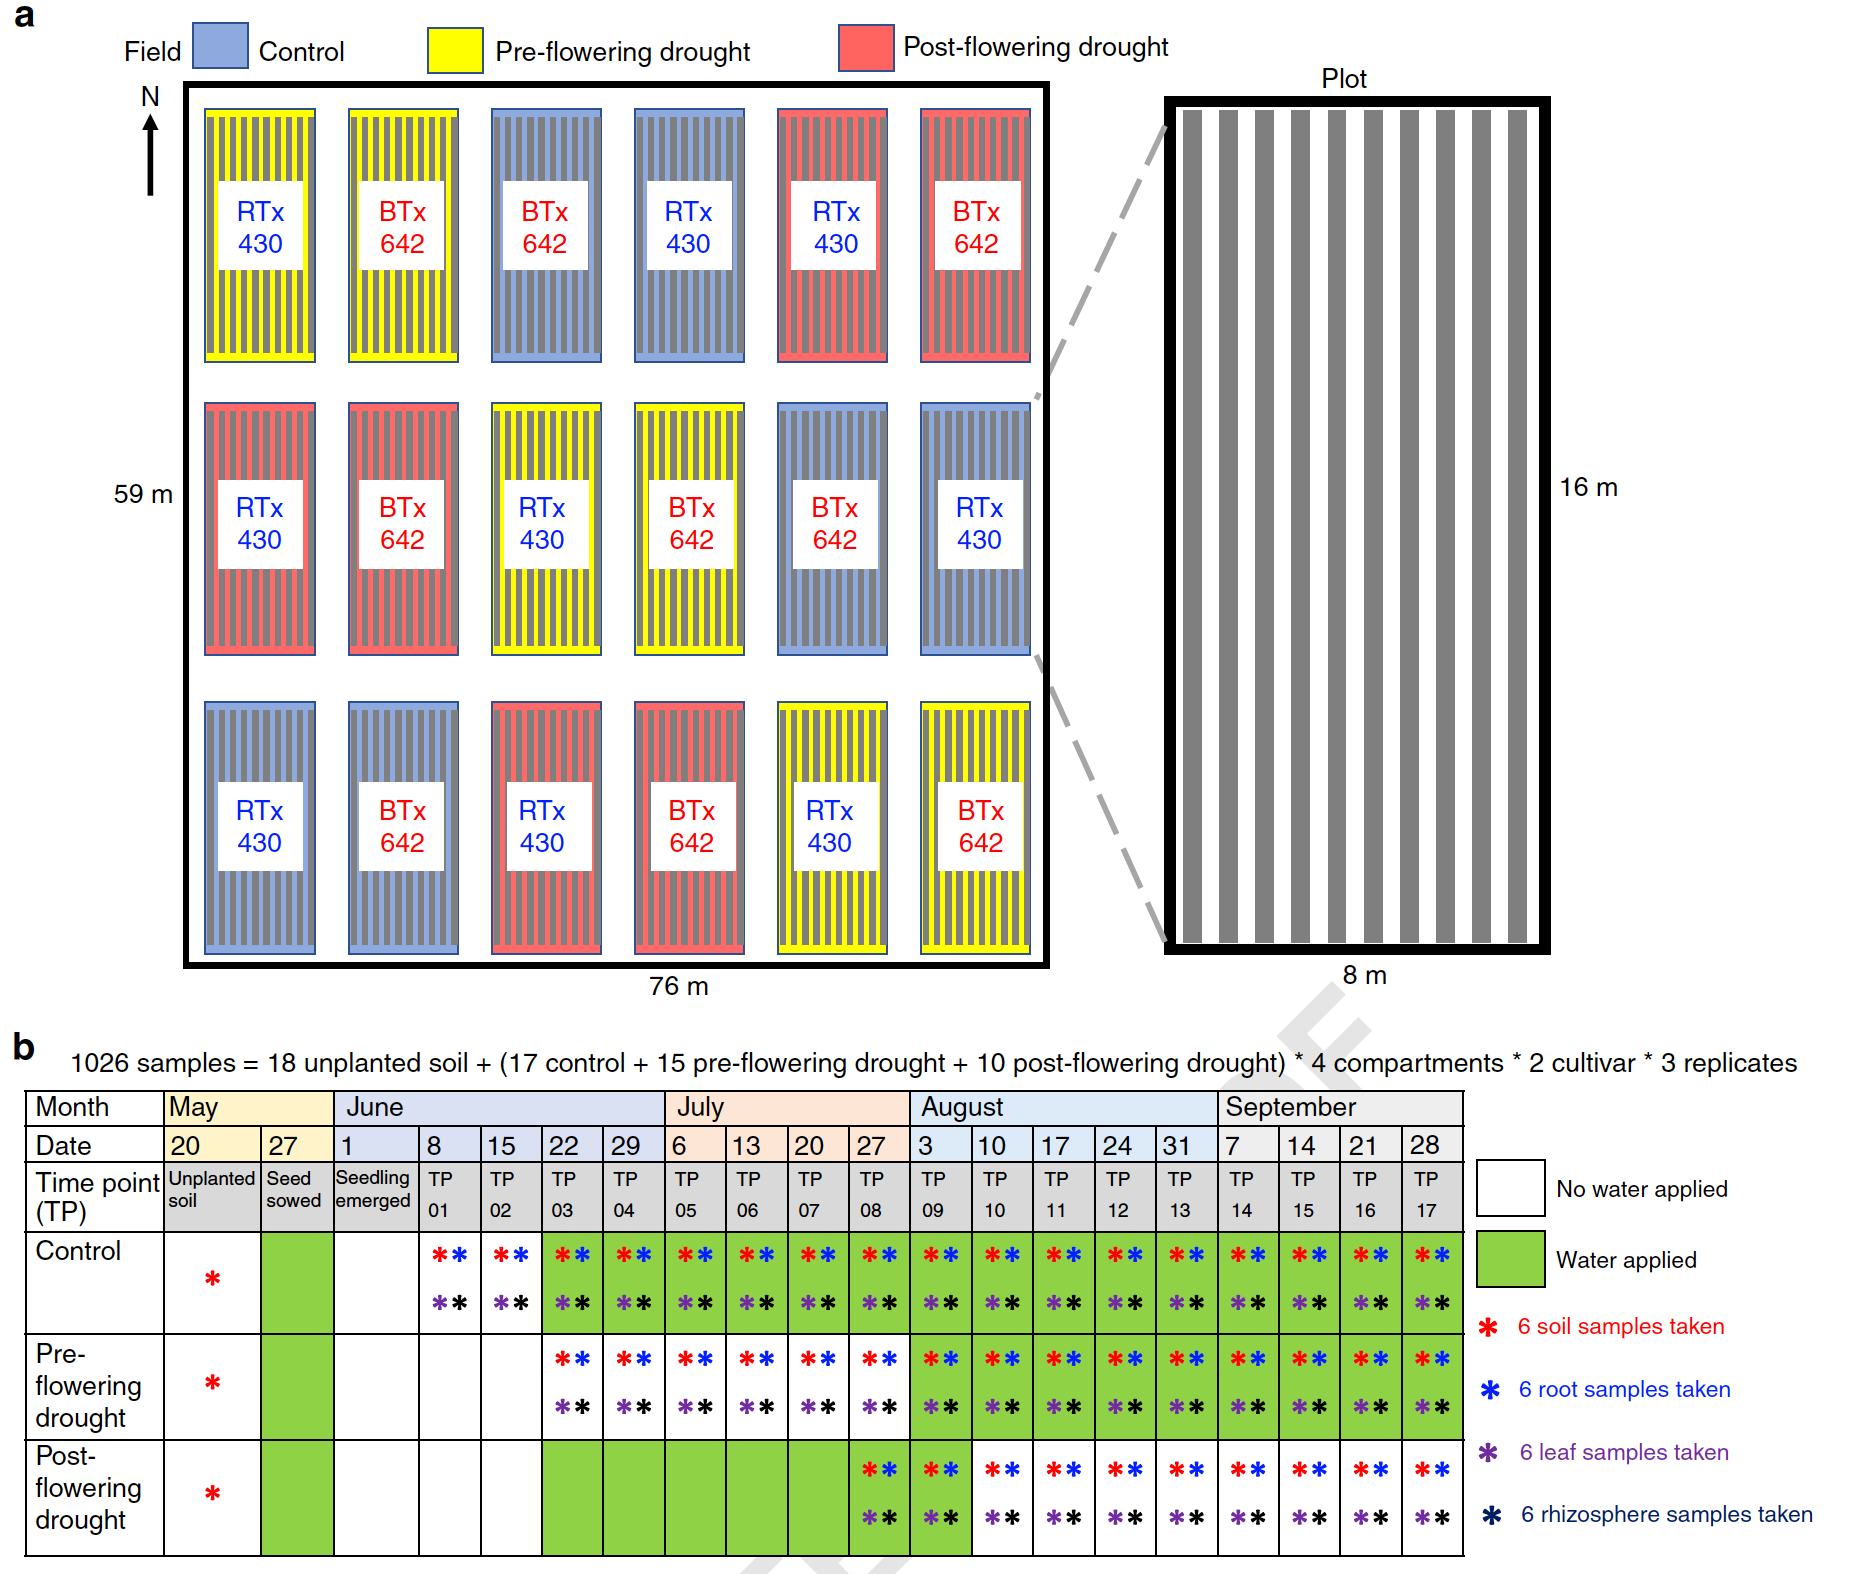 a
Field Control Pre-flowering drought Post-flowering drought
N
Plot
RTx 430 BTx 642 BTx 642 RTx 430 RTx 430 BTx 642
RTx 430 BTx 642 RTx 430 BTx 642 BTx 642 RTx 430
59 m
16 m
RTx 430 BTx 642 RTx 430 BTx 642 RTx 430 BTx 642
76 m
8 m
b
1026 samples = 18 unplanted soil + (17 control + 15 pre-flowering drought + 10 post-flowering drought) * 4 compartments * 2 cultivar * 3 replicates
Month May June July August September
Date 20 27 1 8 15 22 29 6 13 20 27 3 10 17 24 31 7 14 21 28
Time point (TP) Unplanted soil Seed sowed Seedling emerged TP 01 TP 02 TP 03 TP 04 TP 05 TP 06 TP 07 TP 08 TP 09 TP 10 TP 11 TP 12 TP 13 TP 14 TP 15 TP 16 TP 17
Control
* ** ** ** ** ** ** ** ** ** ** ** ** ** ** ** ** **
** ** ** ** ** ** ** ** ** ** ** ** ** ** ** ** **
Pre-flowering drought
* ** ** ** ** ** ** ** ** ** ** ** ** ** ** **
** ** ** ** ** ** ** ** ** ** ** ** ** ** **
Post-flowering drought
* ** ** ** ** ** ** ** ** ** **
** ** ** ** ** ** ** ** ** **
No water applied
Water applied
* 6 soil samples taken
* 6 root samples taken
* 6 leaf samples taken
* 6 rhizosphere samples taken